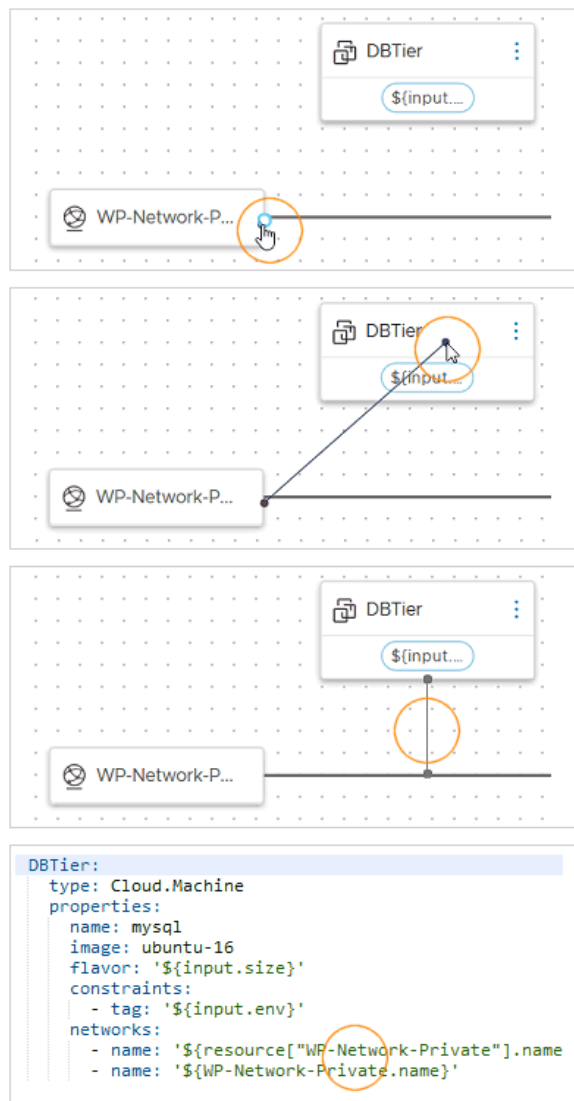 DBTier
${input....
WP-Network-P...
DBTier
${input....
WP-Network-P...
DBTier
${input....
WP-Network-P...
DBTier:
type: Cloud.Machine
properties:
name: mysql
image: ubuntu-16
flavor: '${input.size}'
constraints:
- tag: '${input.env}'
networks:
- name: '${resource["WP-Network-Private"].name
- name: '${WP-Network-Private.name}'